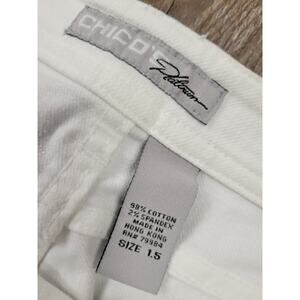 CHICO'S
Platinum
98% COTTON
2% SPANDEX
MADE IN
HONG KONG
RN# 79984
SIZE 1.5